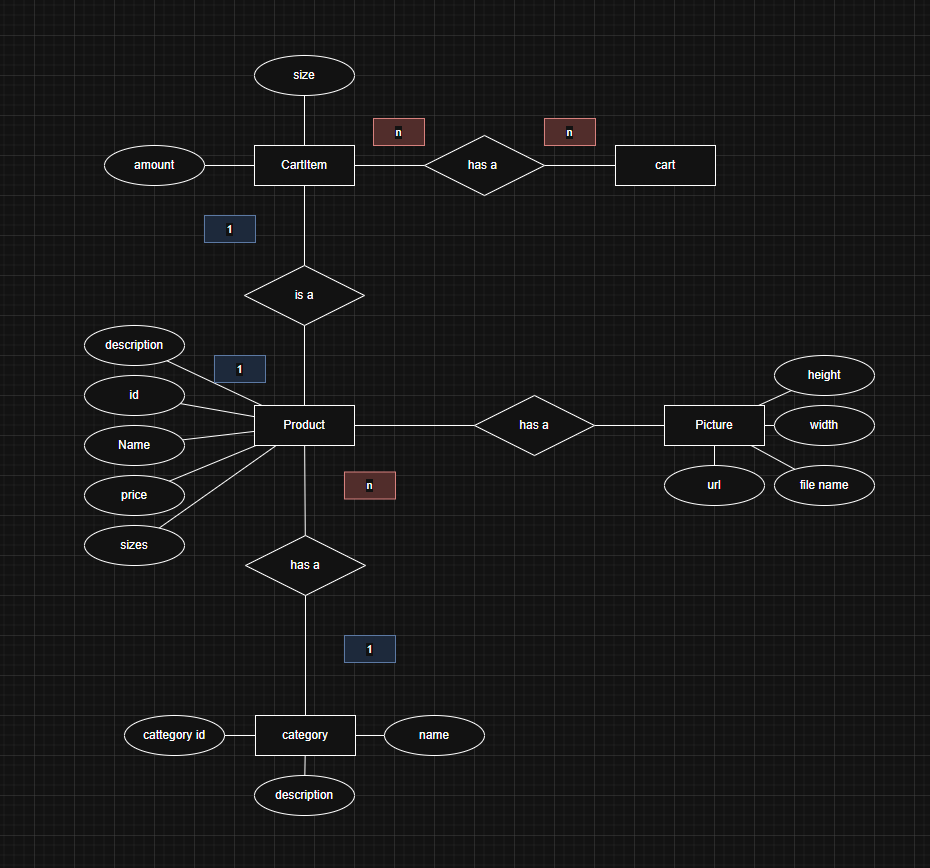 size
n
n
amount
CartItem
has a
cart
1
is a
description
1
height
id
Product
has a
Picture
width
Name
price
n
url
file name
sizes
has a
1
cattegory id
category
name
description